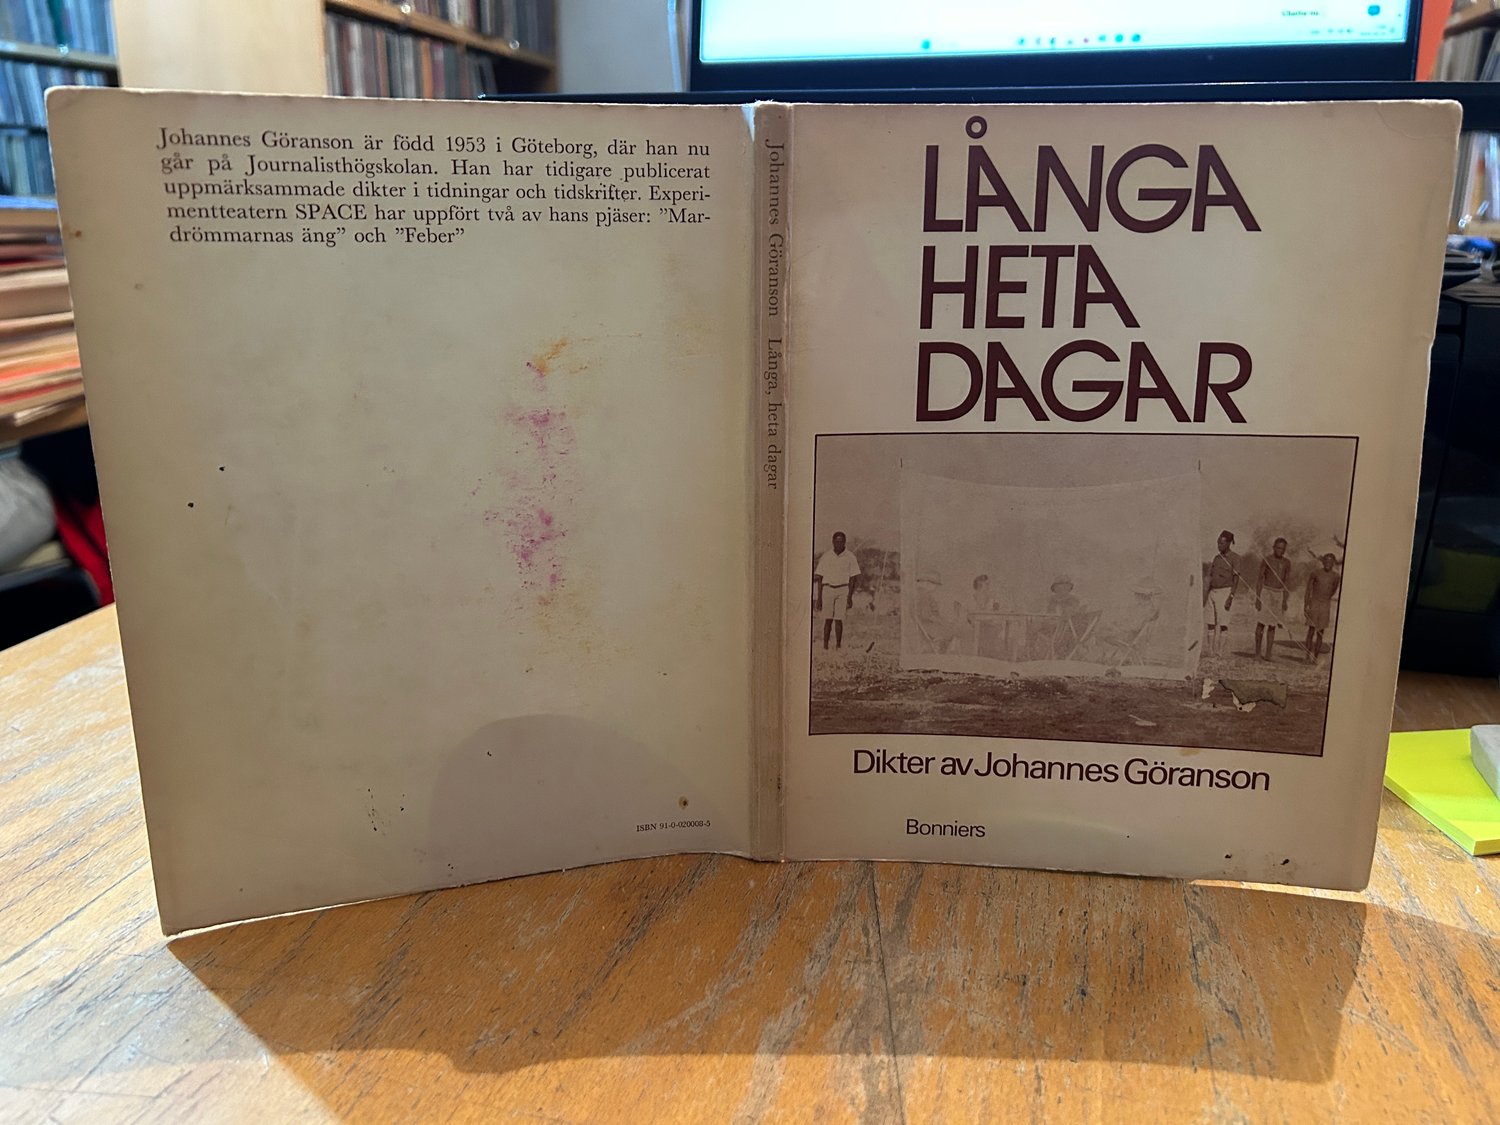 Johannes Göranson är född 1953 i Göteborg, där han nu
går på Journalisthögskolan. Han har tidigare publicerat
uppmärksammade dikter i tidningar och tidskrifter. Experi-
mentteatern SPACE har uppfört två av hans pjäser: ”Mar-
drömmarnas äng” och ”Feber”
ISBN 91-0-020008-5
Johannes Göranson Långa, heta dagar
LÅNGA
HETA
DAGAR
Dikter av Johannes Göranson
Bonniers